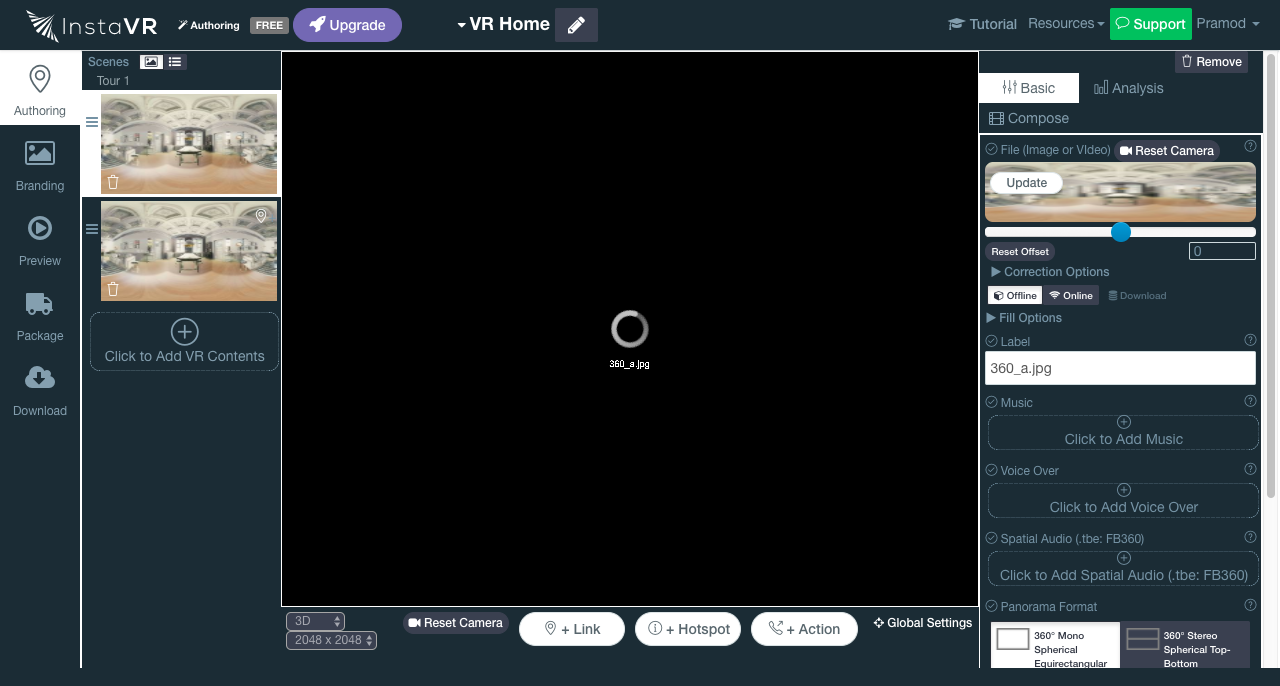 InstaVR
Authoring
FREE
Upgrade
VR Home
Tutorial
Resources
Support
Pramod
Authoring
Branding
Preview
Package
Download
Scenes
Tour 1
Click to Add VR Contents
360_a.jpg
3D
2048 x 2048
Reset Camera
+ Link
+ Hotspot
+ Action
Global Settings
Remove
Basic
Analysis
Compose
File (Image or VIdeo)
Reset Camera
Update
Reset Offset
0
Correction Options
Offline
Online
Download
Fill Options
Label
360_a.jpg
Music
Click to Add Music
Voice Over
Click to Add Voice Over
Spatial Audio (.tbe: FB360)
Click to Add Spatial Audio (.tbe: FB360)
Panorama Format
360° Mono
Spherical
Equirectangular
360° Stereo
Spherical Top-
Bottom